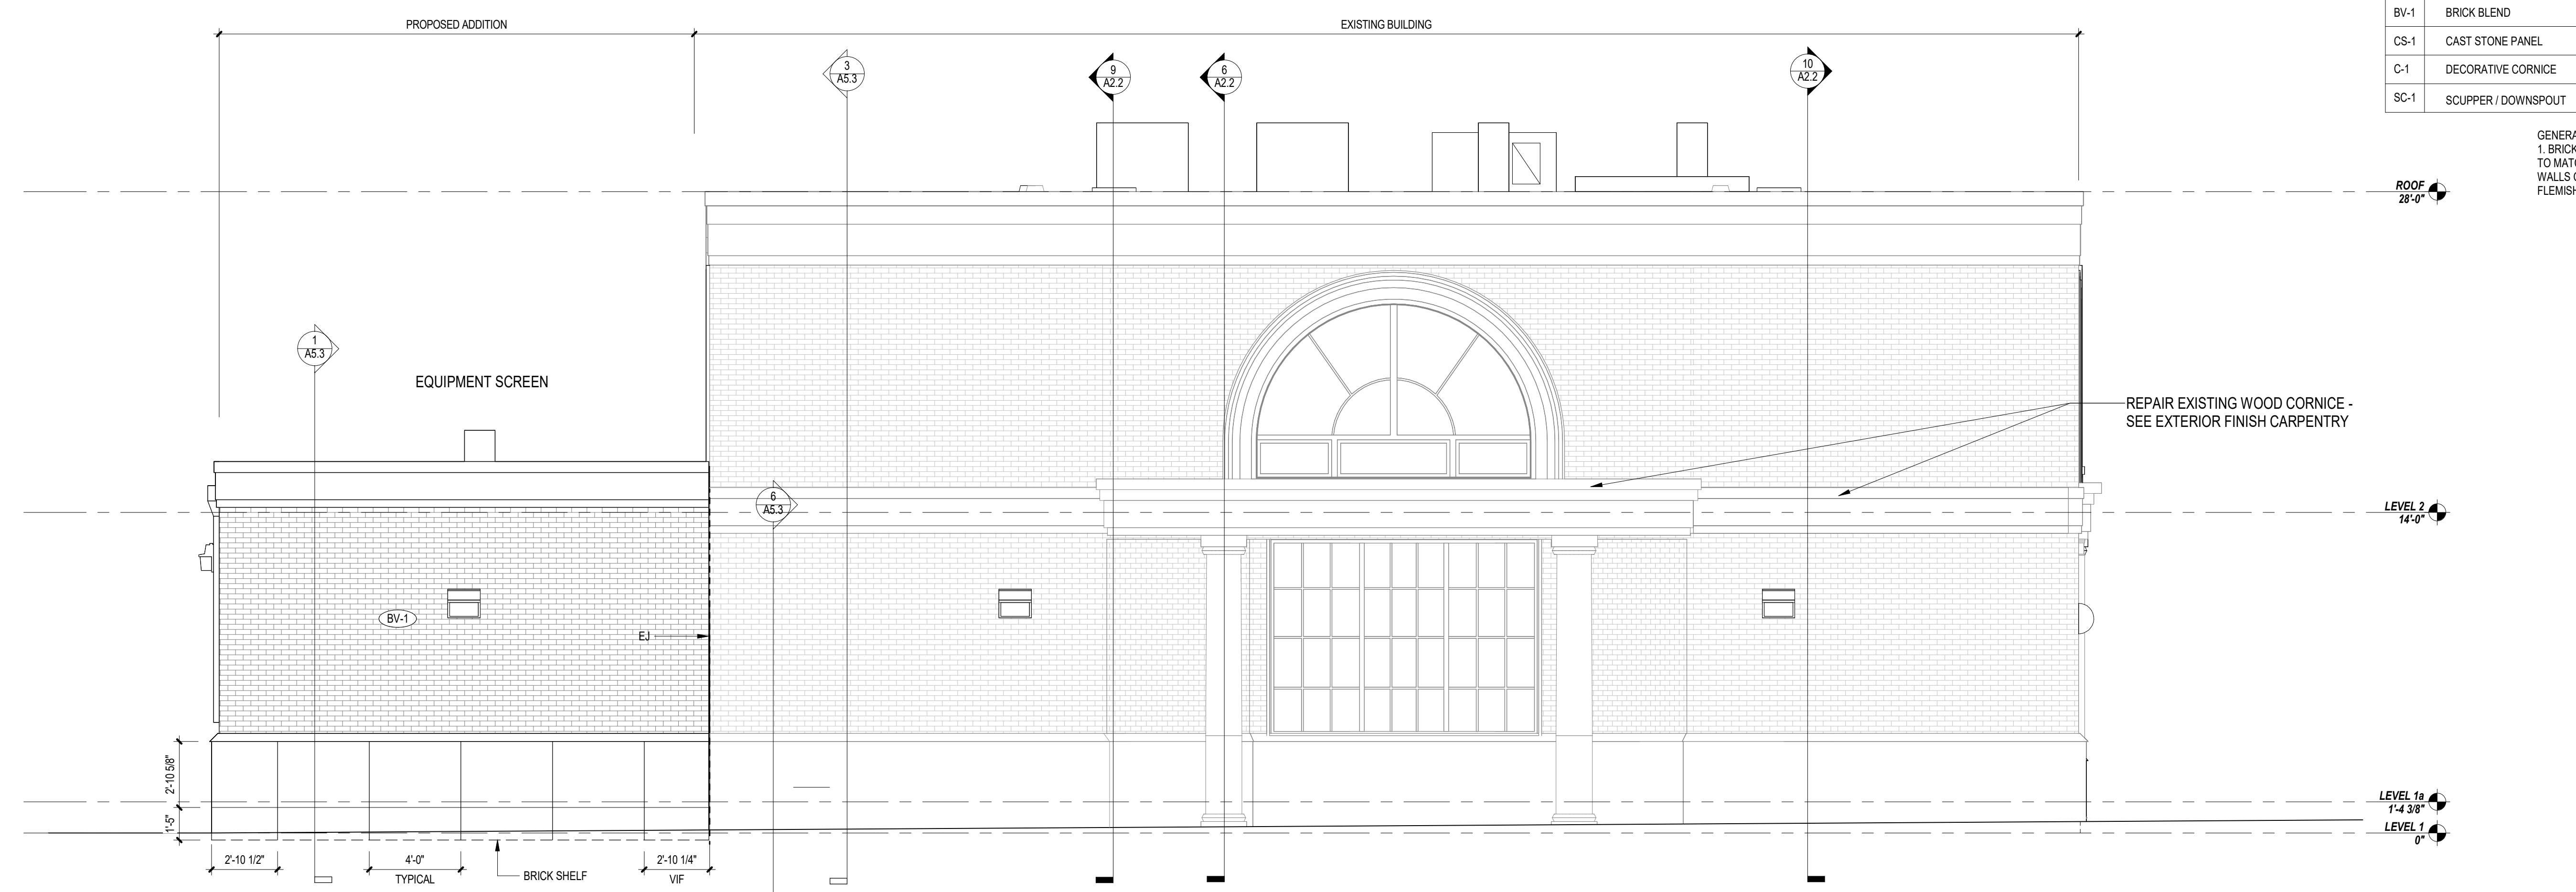 PROPOSED ADDITION
EXISTING BUILDING
BV-1 BRICK BLEND
CS-1 CAST STONE PANEL
C-1 DECORATIVE CORNICE
SC-1 SCUPPER / DOWNSPOUT
3
A5.3
9
A2.2
6
A2.2
10
A2.2
1. BRICK
WALLS
ROOF
28'-0"
1
A5.3
EQUIPMENT SCREEN
REPAIR EXISTING WOOD CORNICE -
SEE EXTERIOR FINISH CARPENTRY
6
A5.3
LEVEL 2
14'-0"
BV-1
EJ
2'-10 5/8"
1'-5"
LEVEL 1a
1'-4 3/8"
LEVEL 1
0"
2'-10 1/2"
4'-0"
TYPICAL
BRICK SHELF
2'-10 1/4"
VIF